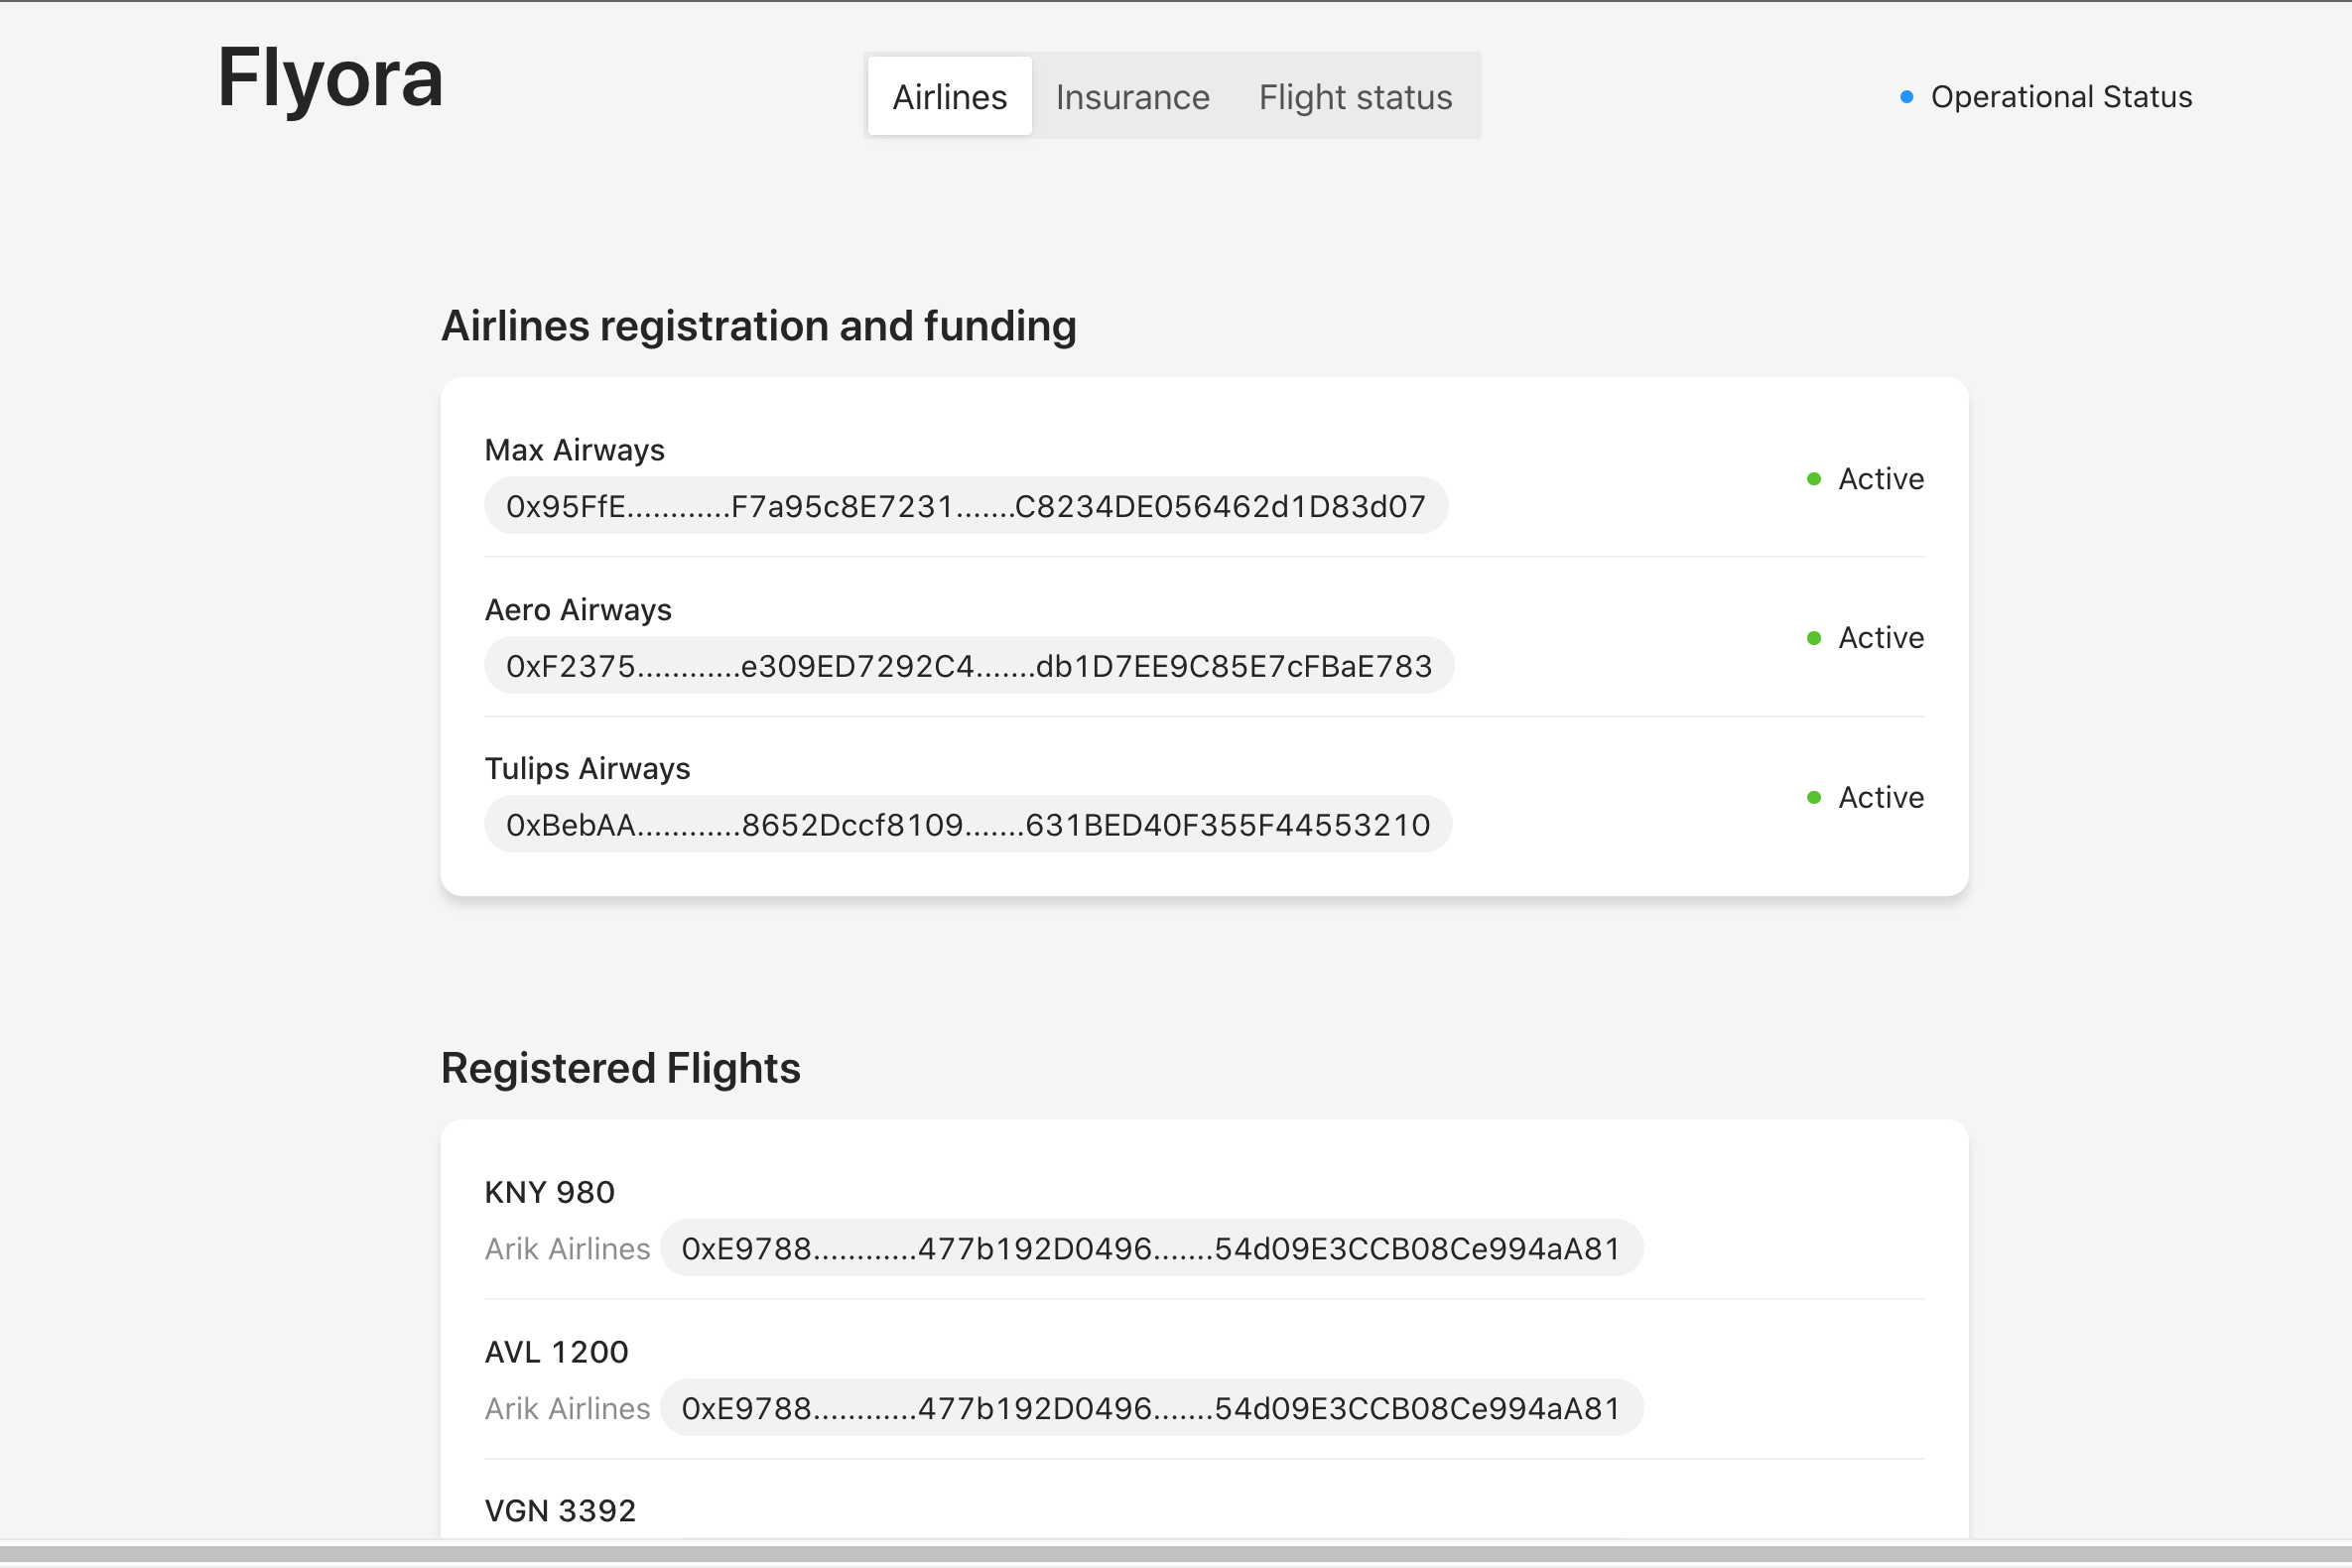 Flyora
Airlines Insurance Flight status
Operational Status
Airlines registration and funding
Max Airways
0x95FfE............F7a95c8E7231.......C8234DE056462d1D83d07
Active
Aero Airways
0xF2375............e309ED7292C4.......db1D7EE9C85E7cFBaE783
Active
Tulips Airways
0xBebAA............8652Dccf8109.......631BED40F355F44553210
Active
Registered Flights
KNY 980
Arik Airlines 0xE9788............477b192D0496.......54d09E3CCB08Ce994aA81
AVL 1200
Arik Airlines 0xE9788............477b192D0496.......54d09E3CCB08Ce994aA81
VGN 3392